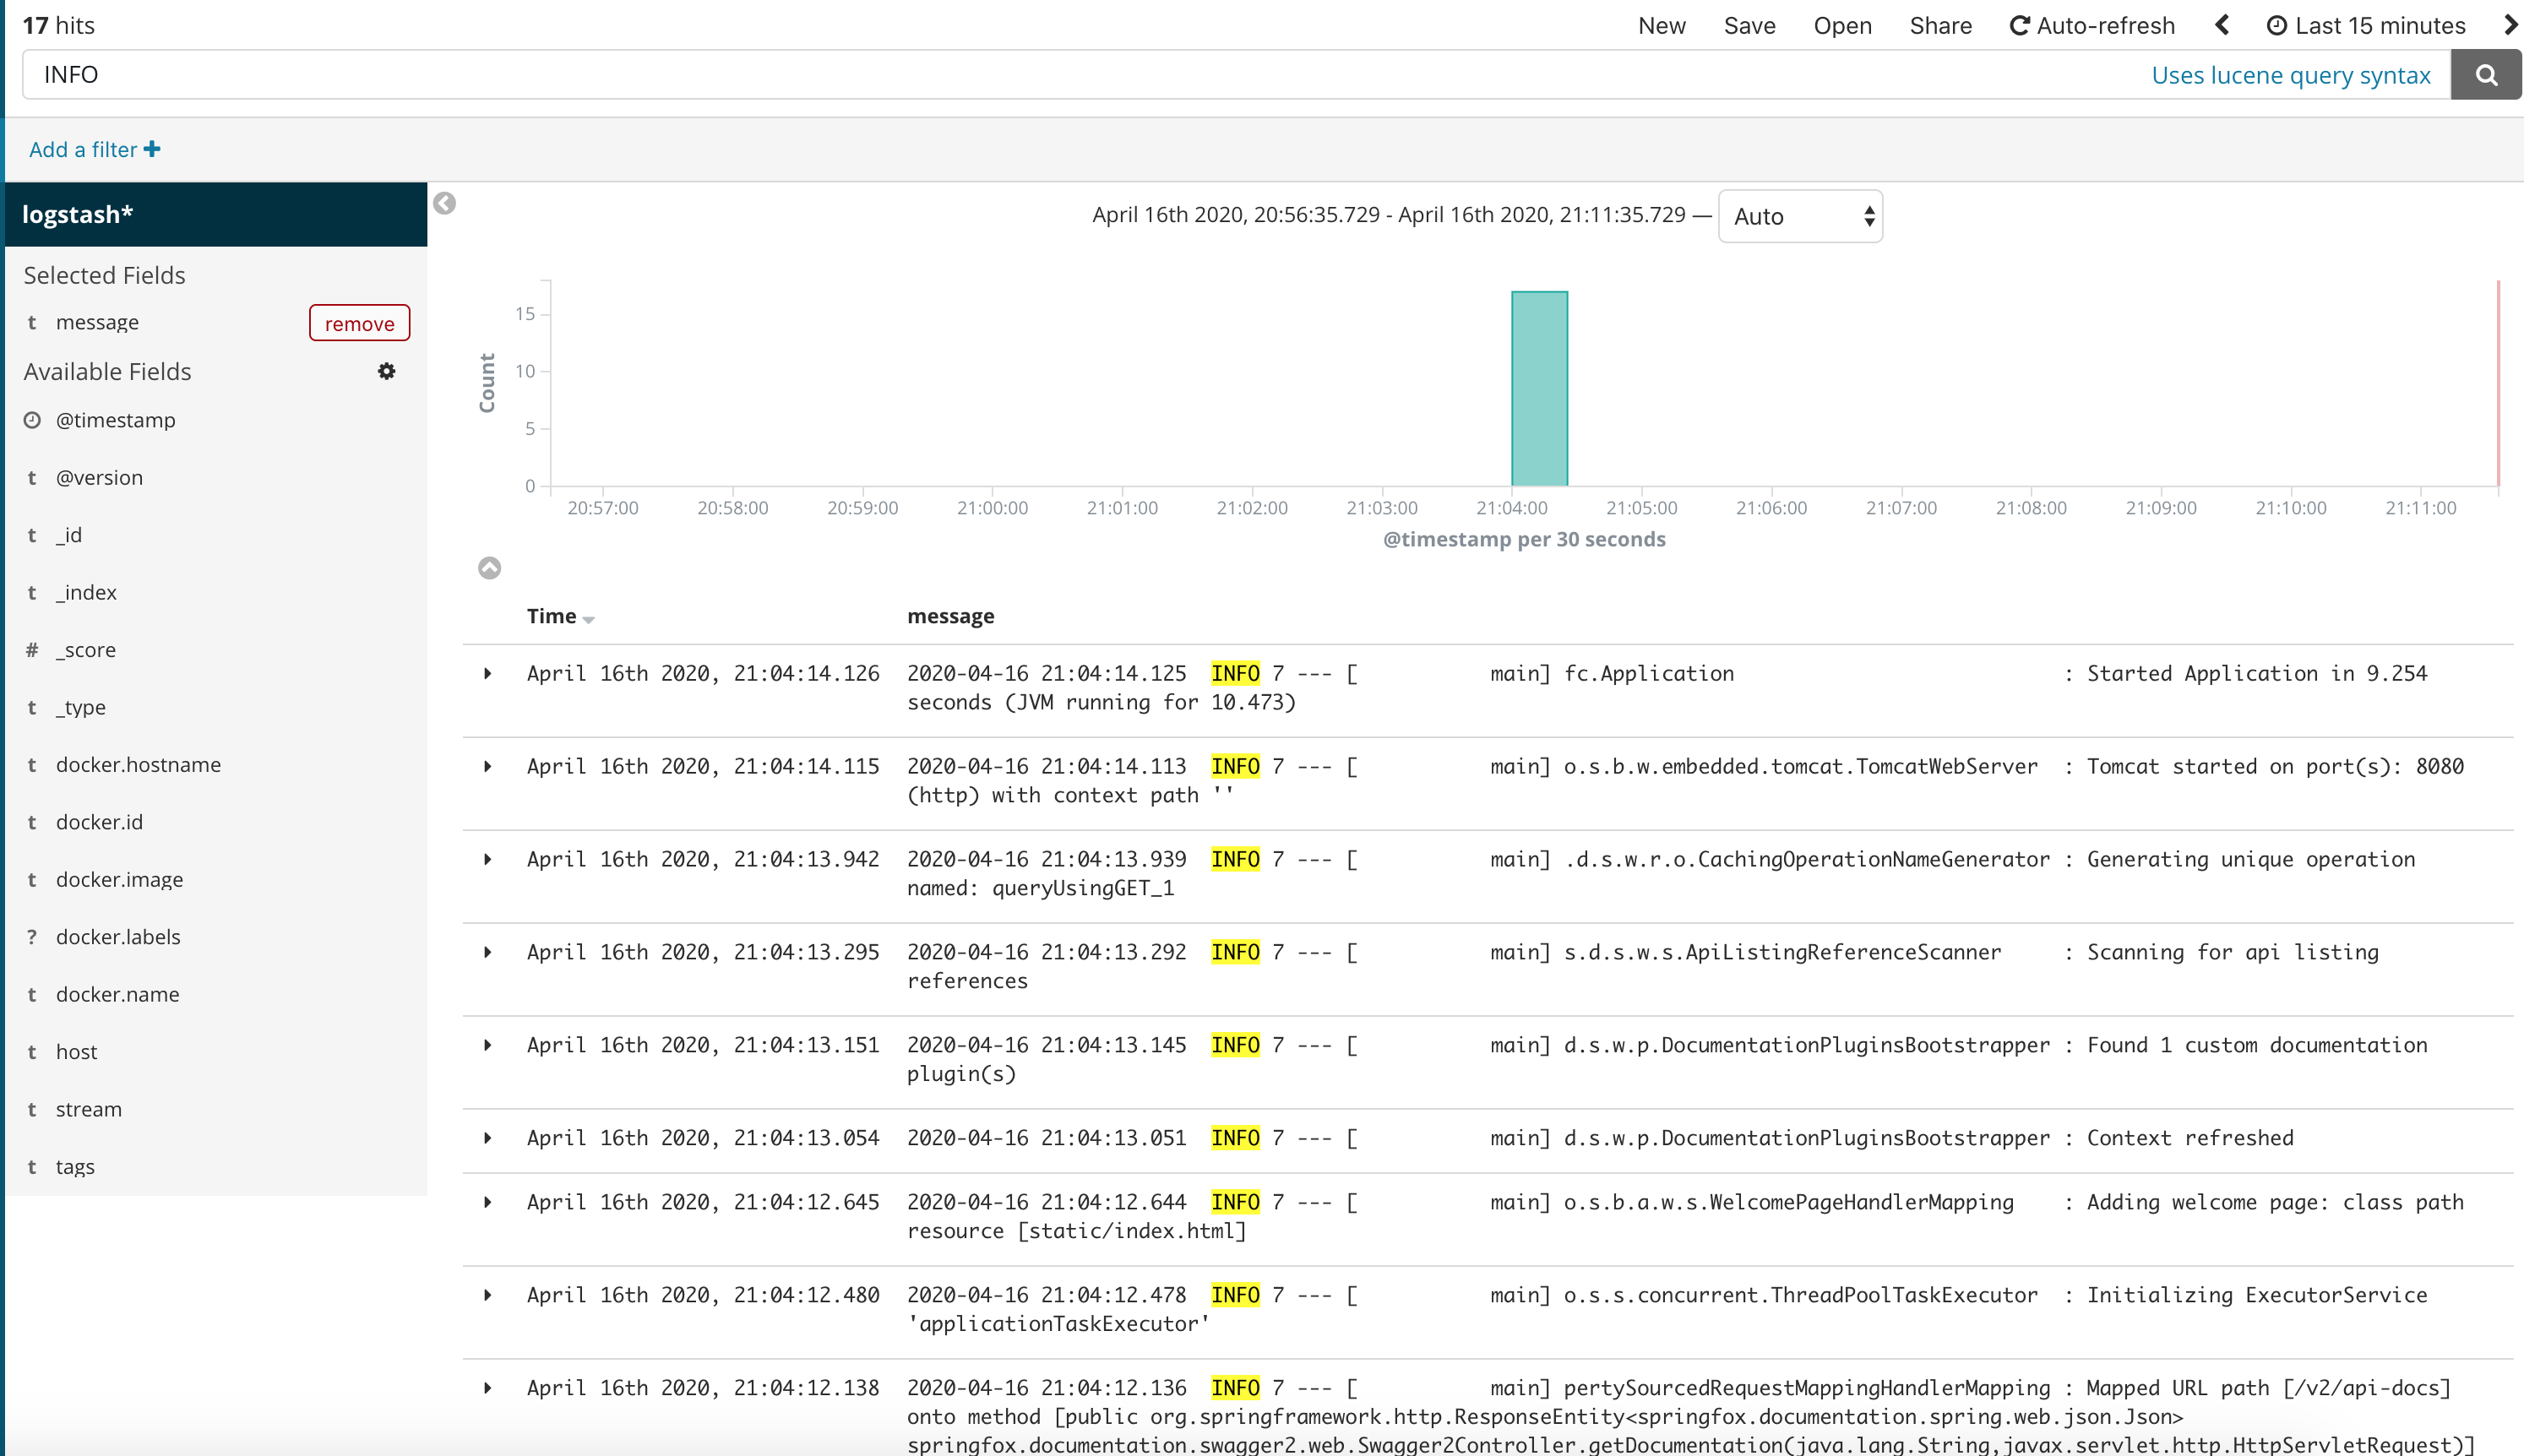 17 hits
New Save Open Share Auto-refresh Last 15 minutes
INFO
Uses lucene query syntax
Add a filter
logstash*
Selected Fields
t message remove
Available Fields
@timestamp
t @version
t _id
t _index
# _score
t _type
t docker.hostname
t docker.id
t docker.image
? docker.labels
t docker.name
t host
t stream
t tags
April 16th 2020, 20:56:35.729 - April 16th 2020, 21:11:35.729 — Auto
Count
15
10
5
0
20:57:00 20:58:00 20:59:00 21:00:00 21:01:00 21:02:00 21:03:00 21:04:00 21:05:00 21:06:00 21:07:00 21:08:00 21:09:00 21:10:00 21:11:00
@timestamp per 30 seconds
Time message
April 16th 2020, 21:04:14.126 2020-04-16 21:04:14.125 INFO 7 --- [ main] fc.Application : Started Application in 9.254
seconds (JVM running for 10.473)
April 16th 2020, 21:04:14.115 2020-04-16 21:04:14.113 INFO 7 --- [ main] o.s.b.w.embedded.tomcat.TomcatWebServer : Tomcat started on port(s): 8080
(http) with context path ''
April 16th 2020, 21:04:13.942 2020-04-16 21:04:13.939 INFO 7 --- [ main] .d.s.w.r.o.CachingOperationNameGenerator : Generating unique operation
named: queryUsingGET_1
April 16th 2020, 21:04:13.295 2020-04-16 21:04:13.292 INFO 7 --- [ main] s.d.s.w.s.ApiListingReferenceScanner : Scanning for api listing
references
April 16th 2020, 21:04:13.151 2020-04-16 21:04:13.145 INFO 7 --- [ main] d.s.w.p.DocumentationPluginsBootstrapper : Found 1 custom documentation
plugin(s)
April 16th 2020, 21:04:13.054 2020-04-16 21:04:13.051 INFO 7 --- [ main] d.s.w.p.DocumentationPluginsBootstrapper : Context refreshed
April 16th 2020, 21:04:12.645 2020-04-16 21:04:12.644 INFO 7 --- [ main] o.s.b.a.w.s.WelcomePageHandlerMapping : Adding welcome page: class path
resource [static/index.html]
April 16th 2020, 21:04:12.480 2020-04-16 21:04:12.478 INFO 7 --- [ main] o.s.s.concurrent.ThreadPoolTaskExecutor : Initializing ExecutorService
'applicationTaskExecutor'
April 16th 2020, 21:04:12.138 2020-04-16 21:04:12.136 INFO 7 --- [ main] pertySourcedRequestMappingHandlerMapping : Mapped URL path [/v2/api-docs]
onto method [public org.springframework.http.ResponseEntity<springfox.documentation.spring.web.json.Json>
springfox.documentation.swagger2.web.Swagger2Controller.getDocumentation(java.lang.String,javax.servlet.http.HttpServletRequest)]